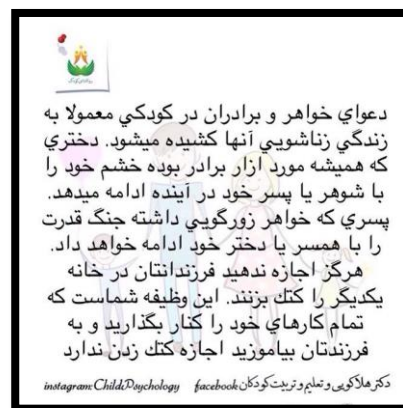 دعواي خواهر و برادران در كودكي معمولا به
زندگي زناشويي آنها كشيده ميشود. دختري
كه هميشه مورد ازار برادر بوده خشم خود را
با شوهر يا پسر خود در آينده ادامه ميدهد.
پسري كه خواهر زورگويي داشته جنگ قدرت
را با همسر يا دختر خود ادامه خواهد داد.
هرگز اجازه ندهيد فرزندانتان در خانه
يكديگر را كتك بزنند. اين وظيفه شماست كه
تمام كارهاي خود را كنار بگذاريد و به
فرزندتان بياموزيد اجازه كتك زدن ندارد
دكتر هلاكويى و تعليم و تربيت كودكان instagram:ChildiPsychology facebook